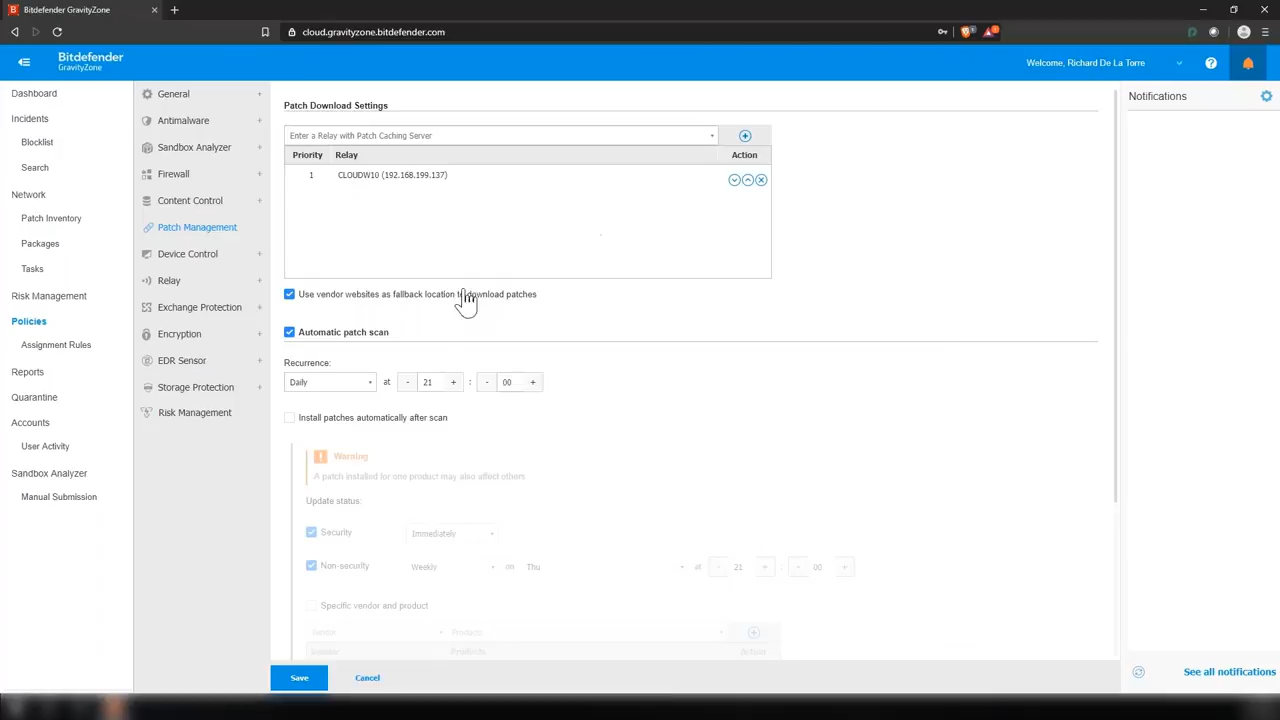 Bitdefender GravityZone
cloud.gravityzone.bitdefender.com
Bitdefender
GravityZone
Welcome, Richard De La Torre
Dashboard
Incidents
Blocklist
Search
Network
Patch Inventory
Packages
Tasks
Risk Management
Policies
Assignment Rules
Reports
Quarantine
Accounts
User Activity
Sandbox Analyzer
Manual Submission
General +
Antimalware +
Sandbox Analyzer +
Firewall +
Content Control +
Patch Management
Device Control +
Relay +
Exchange Protection +
Encryption +
EDR Sensor +
Storage Protection +
Risk Management
Patch Download Settings
Enter a Relay with Patch Caching Server
Priority Relay Action
1 CLOUDW10 (192.168.199.137)
Use vendor websites as fallback location to download patches
Automatic patch scan
Recurrence:
Daily at - 21 + : - 00 +
Install patches automatically after scan
Warning
A patch installed for one product may also affect others
Update status:
Security Immediately
Non-security Weekly on Thu at - 21 + : - 00 +
Specific vendor and product
Vendor Products
Products Action
Save Cancel
Notifications
See all notifications